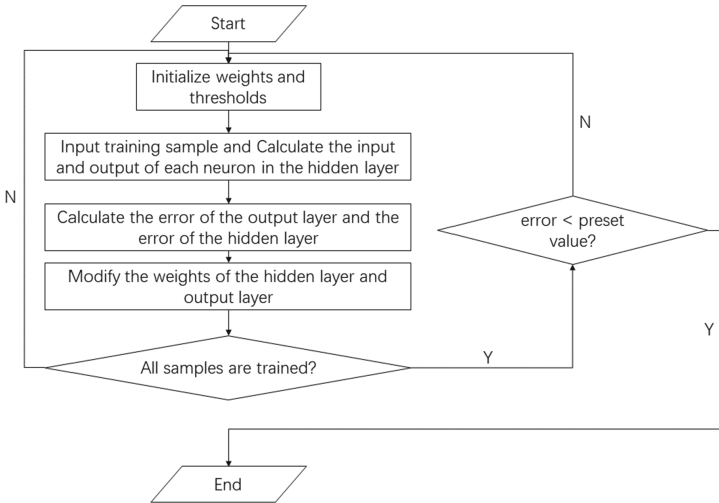 Start
Initialize weights and
thresholds
Input training sample and Calculate the input
and output of each neuron in the hidden layer
Calculate the error of the output layer and the
error of the hidden layer
Modify the weights of the hidden layer and
output layer
All samples are trained?
N
Y
error < preset
value?
N
Y
End